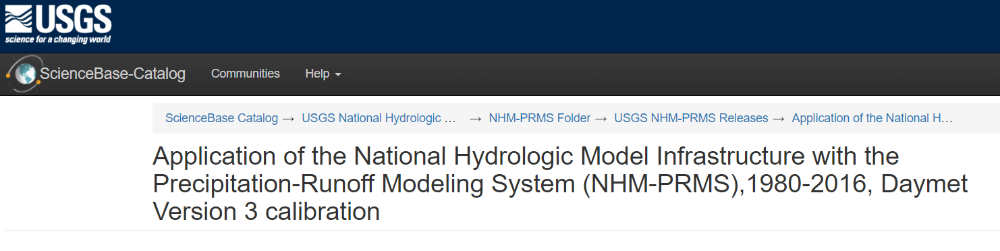 USGS
science for a changing world
ScienceBase-Catalog Communities Help
ScienceBase Catalog → USGS National Hydrologic ... → NHM-PRMS Folder → USGS NHM-PRMS Releases → Application of the National H...
Application of the National Hydrologic Model Infrastructure with the
Precipitation-Runoff Modeling System (NHM-PRMS),1980-2016, Daymet
Version 3 calibration